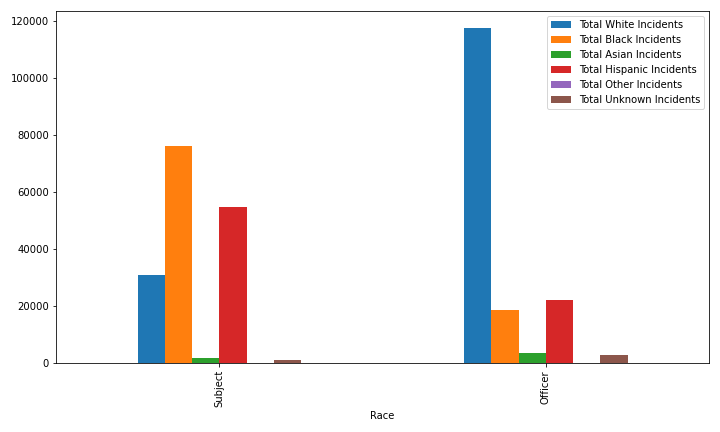 120000
100000
80000
60000
40000
20000
0
Total White Incidents
Total Black Incidents
Total Asian Incidents
Total Hispanic Incidents
Total Other Incidents
Total Unknown Incidents
Subject
Officer
Race